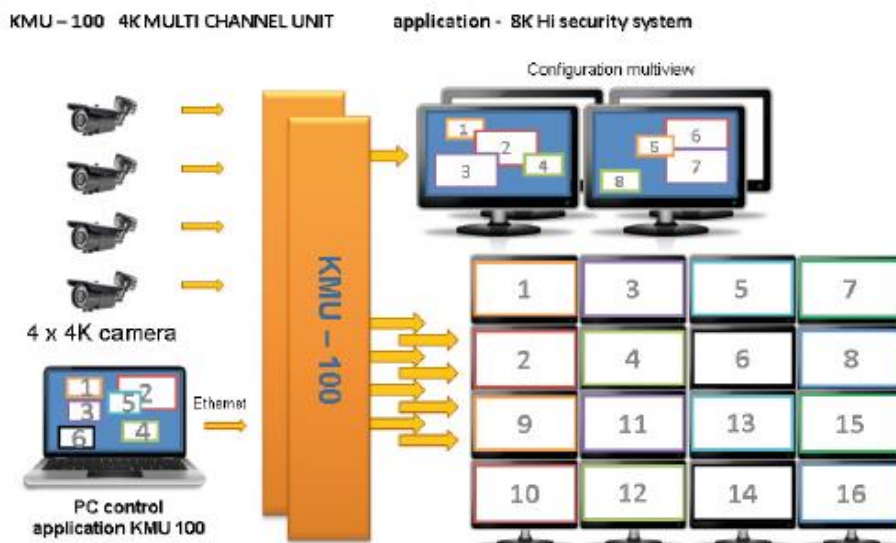 KMU – 100 4K MULTI CHANNEL UNIT application - 8K Hi security system
Configuration multiview
1
2
3
4
5
6
7
8
4 x 4K camera
1
2
3
5
4
6
Ethernet
PC control
application KMU 100
KMU – 100
1 3 5 7
2 4 6 8
9 11 13 15
10 12 14 16